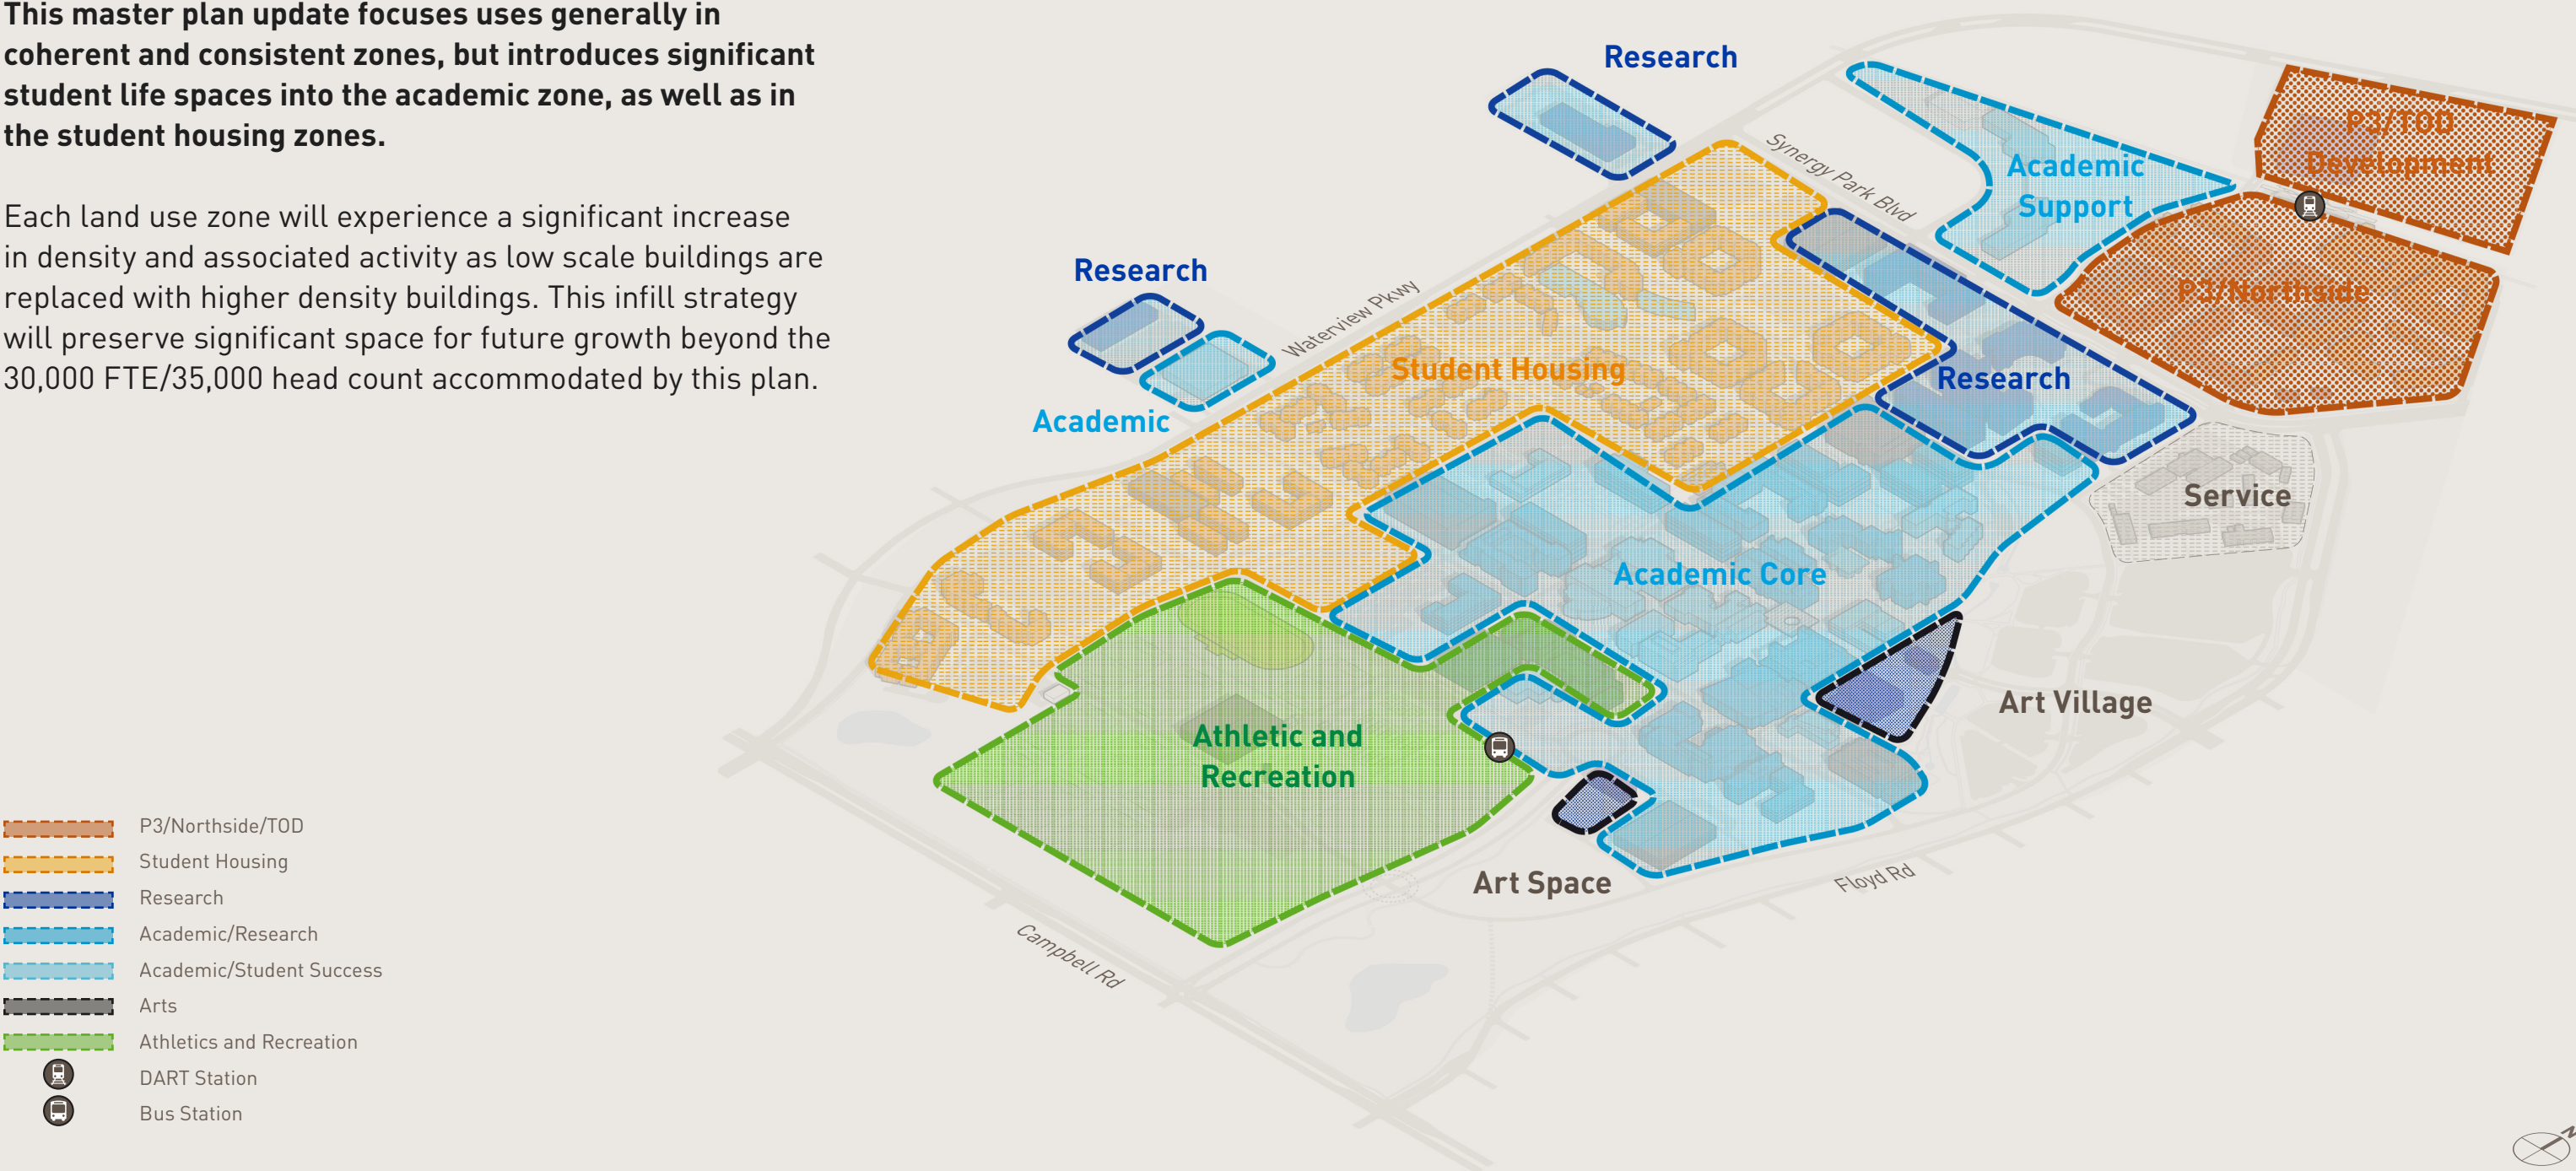 This master plan update focuses uses generally in
coherent and consistent zones, but introduces significant
student life spaces into the academic zone, as well as in
the student housing zones.
Each land use zone will experience a significant increase
in density and associated activity as low scale buildings are
replaced with higher density buildings. This infill strategy
will preserve significant space for future growth beyond the
30,000 FTE/35,000 head count accommodated by this plan.
Research
Synergy Park Blvd
Academic
Support
P3/TOD
Development
P3/Northside
Research
Waterview Pkwy
Academic
Student Housing
Research
Service
Academic Core
Art Village
Athletic and
Recreation
Art Space
Floyd Rd
Campbell Rd
P3/Northside/TOD
Student Housing
Research
Academic/Research
Academic/Student Success
Arts
Athletics and Recreation
DART Station
Bus Station
N